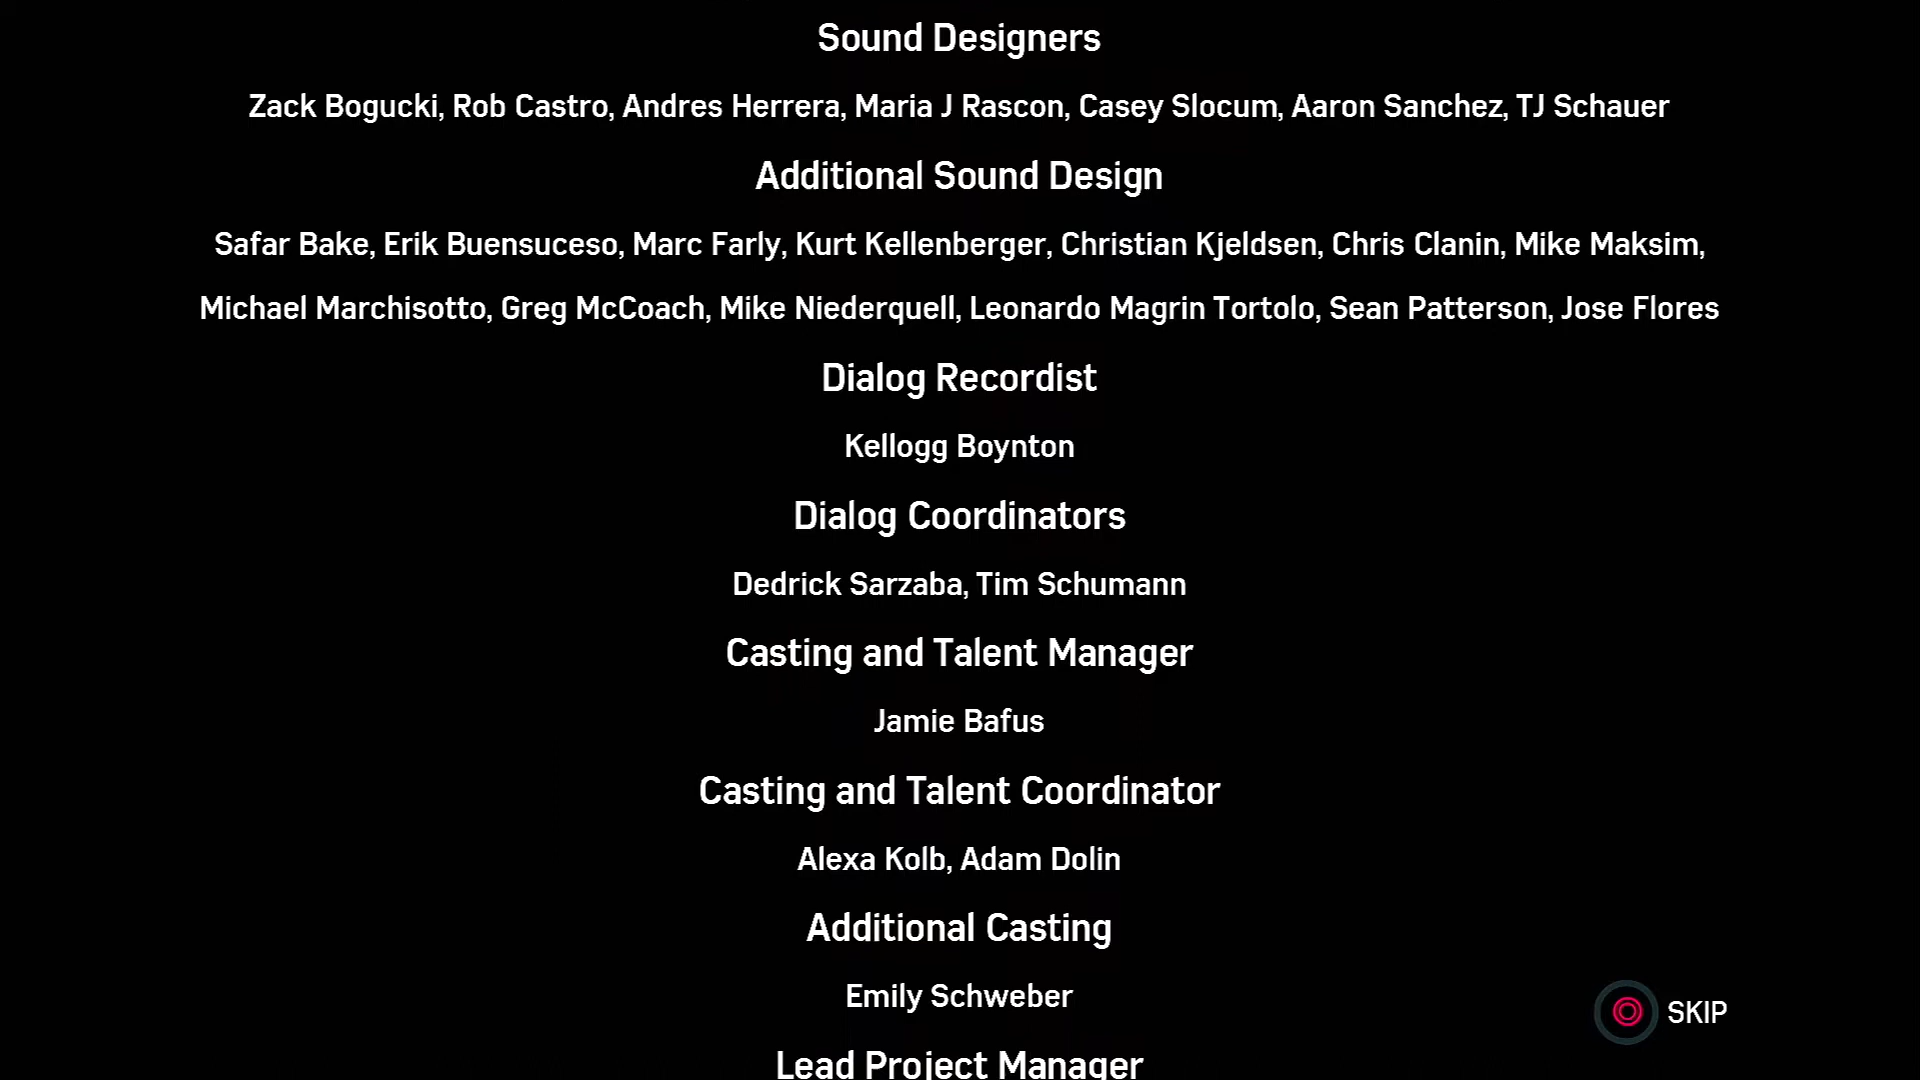 Sound Designers
Zack Bogucki, Rob Castro, Andres Herrera, Maria J Rascon, Casey Slocum, Aaron Sanchez, TJ Schauer
Additional Sound Design
Safar Bake, Erik Buensuceso, Marc Farly, Kurt Kellenberger, Christian Kjeldsen, Chris Clanin, Mike Maksim,
Michael Marchisotto, Greg McCoach, Mike Niederquell, Leonardo Magrin Tortolo, Sean Patterson, Jose Flores
Dialog Recordist
Kellogg Boynton
Dialog Coordinators
Dedrick Sarzaba, Tim Schumann
Casting and Talent Manager
Jamie Bafus
Casting and Talent Coordinator
Alexa Kolb, Adam Dolin
Additional Casting
Emily Schweber
SKIP
Lead Project Manager